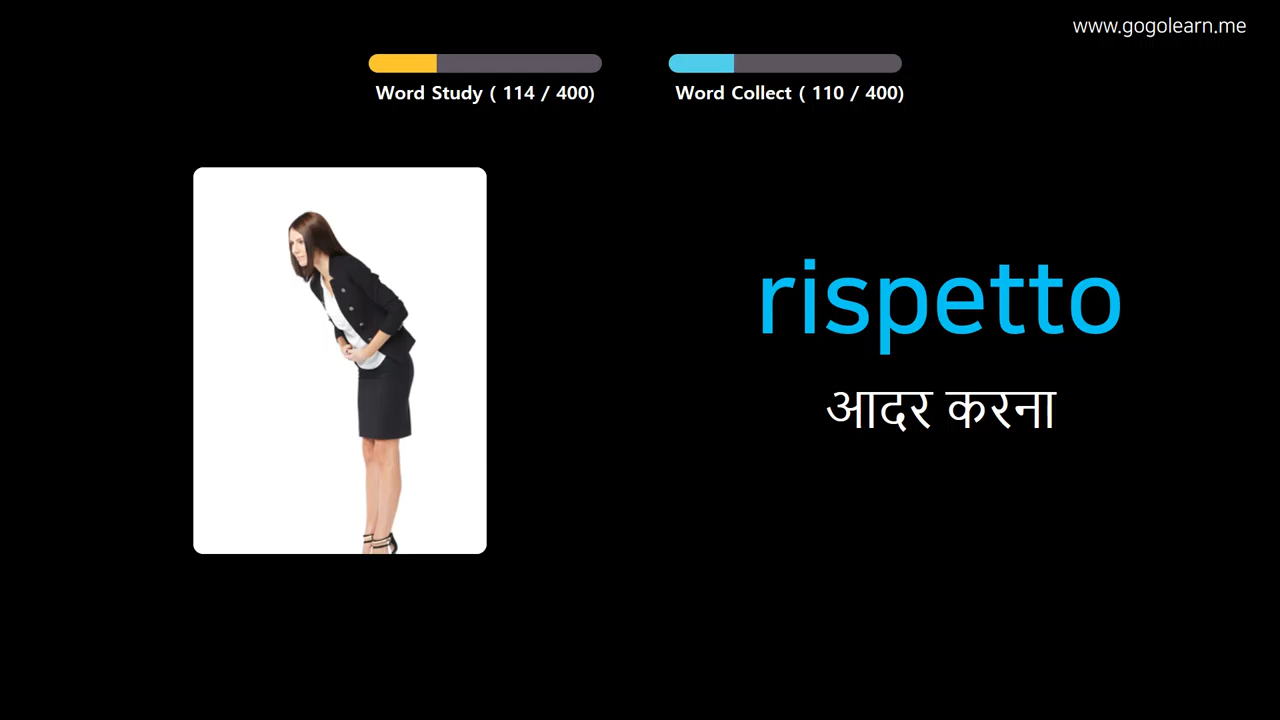 www.gogolearn.me
Word Study ( 114 / 400)
Word Collect ( 110 / 400)
rispetto
आदर करना